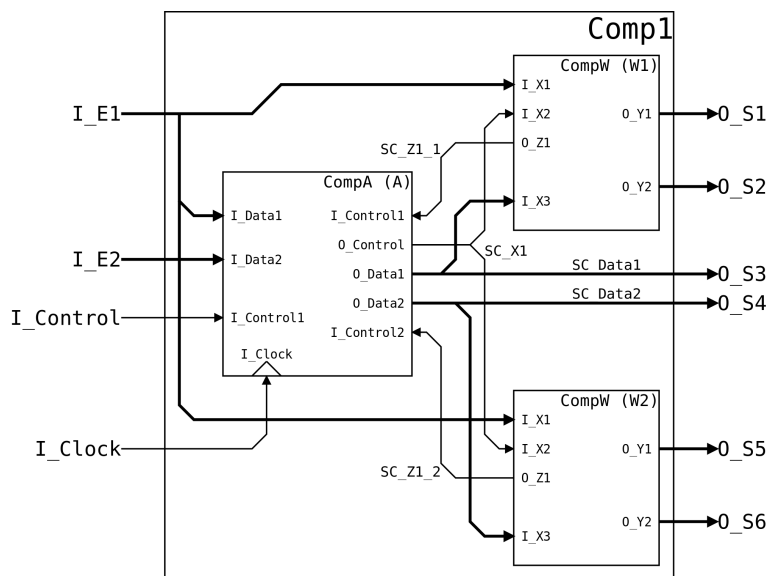 Comp1
CompW (W1)
I_X1
I_E1
I_X2
O_Y1
O_S1
O_Z1
SC_Z1_1
CompA (A)
O_Y2
O_S2
I_X3
I_Data1
I_Control1
O_Control
SC_X1
I_E2
I_Data2
O_Data1
SC_Data1
O_S3
O_Data2
SC_Data2
O_S4
I_Control
I_Control1
I_Control2
I_Clock
CompW (W2)
I_X1
I_Clock
I_X2
O_Y1
O_S5
SC_Z1_2
O_Z1
O_Y2
O_S6
I_X3